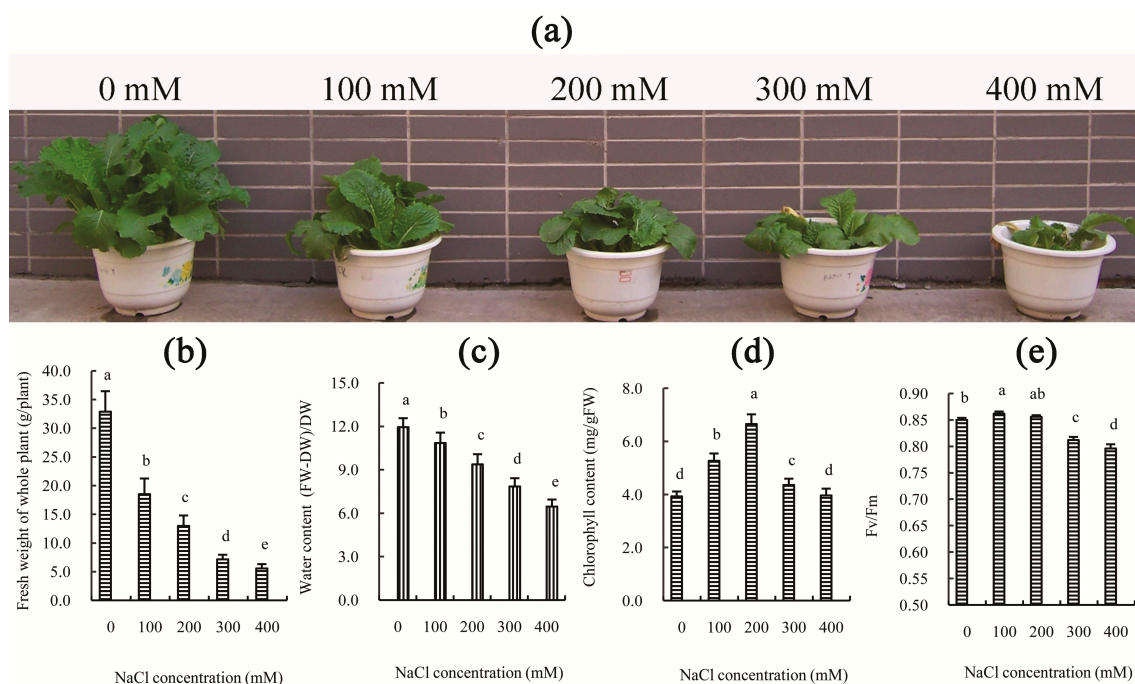 (a)
0 mM 100 mM 200 mM 300 mM 400 mM
(b)
Fresh weight of whole plant (g/plant)
40.0
35.0
30.0
25.0
20.0
15.0
10.0
5.0
0.0
a
b
c
d
e
0 100 200 300 400
NaCl concentration (mM)
(c)
Water content (FW-DW)/DW
15.0
12.0
9.0
6.0
3.0
0.0
a
b
c
d
e
0 100 200 300 400
NaCl concentration (mM)
(d)
Chlorophyll content (mg/gFW)
8.0
6.0
4.0
2.0
0.0
d
b
a
c
d
0 100 200 300 400
NaCl concentration (mM)
(e)
Fv/Fm
0.90
0.85
0.80
0.75
0.70
0.65
0.60
0.55
0.50
b
a
ab
c
d
0 100 200 300 400
NaCl concentration (mM)